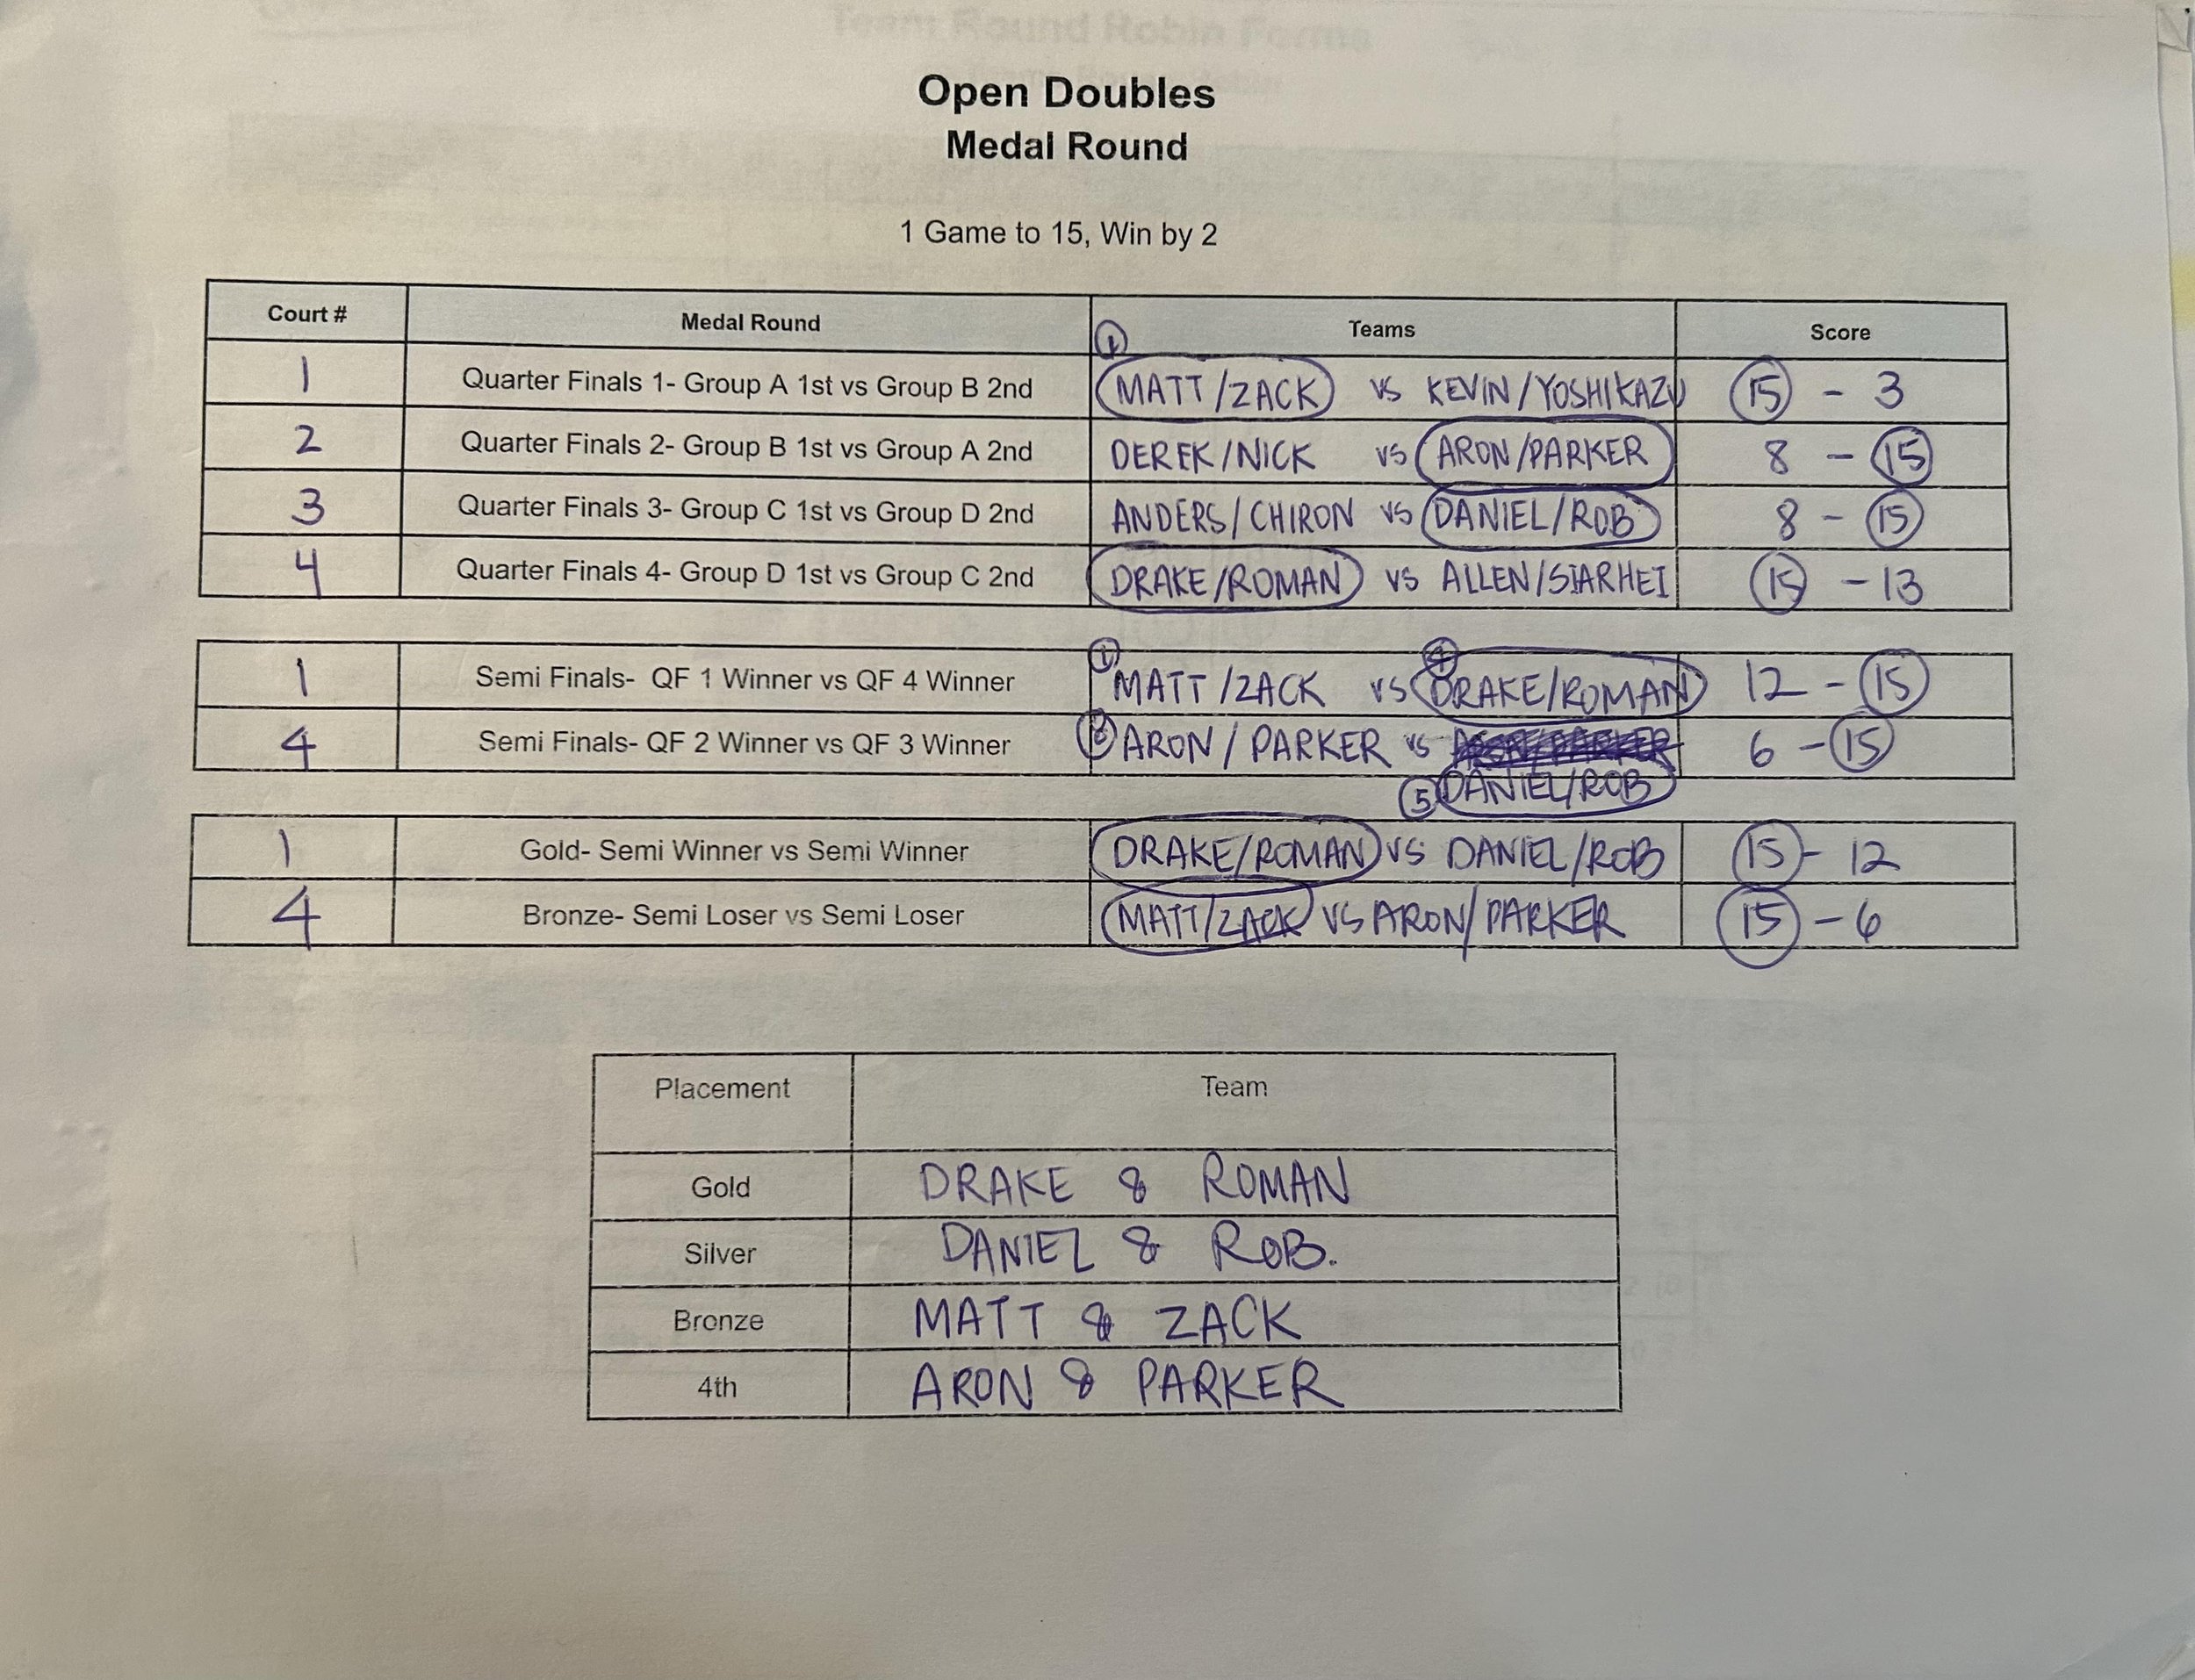 Open Doubles
Medal Round
1 Game to 15, Win by 2
Court # Medal Round Teams Score
1
1 Quarter Finals 1- Group A 1st vs Group B 2nd MATT/ZACK VS KEVIN/YOSHIKAZU 15 - 3
2 Quarter Finals 2- Group B 1st vs Group A 2nd DEREK/NICK VS ARON/PARKER 8 - 15
3 Quarter Finals 3- Group C 1st vs Group D 2nd ANDERS/CHIRON VS DANIEL/ROB 8 - 15
4 Quarter Finals 4- Group D 1st vs Group C 2nd DRAKE/ROMAN VS ALLEN/SIARHEI 15 - 13
1 Semi Finals- QF 1 Winner vs QF 4 Winner 1 MATT/ZACK VS 4 DRAKE/ROMAN 12 - 15
4 Semi Finals- QF 2 Winner vs QF 3 Winner ARON/PARKER VS 6 - 15
5 DANIEL/ROB
1 Gold- Semi Winner vs Semi Winner DRAKE/ROMAN VS DANIEL/ROB 15 - 12
4 Bronze- Semi Loser vs Semi Loser MATT/ZACK VS ARON/PARKER 15 - 6
Placement Team
Gold DRAKE & ROMAN
Silver DANIEL & ROB.
Bronze MATT & ZACK
4th ARON & PARKER